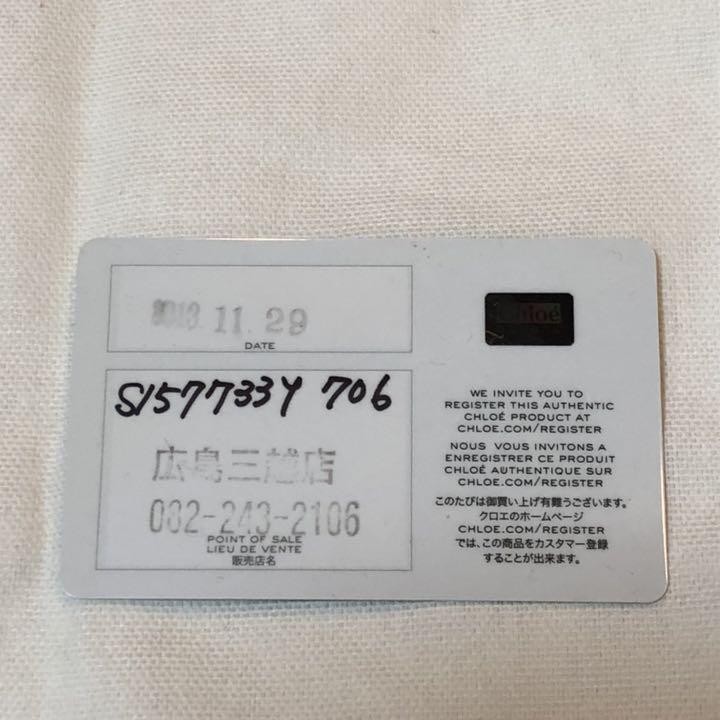 2013. 11. 29
DATE
S157733Y 706
広島三越店
082-243-2106
POINT OF SALE
LIEU DE VENTE
販売店名
Chloé
WE INVITE YOU TO
REGISTER THIS AUTHENTIC
CHLOÉ PRODUCT AT
CHLOE.COM/REGISTER
NOUS VOUS INVITONS A
ENREGISTRER CE PRODUIT
CHLOÉ AUTHENTIQUE SUR
CHLOE.COM/REGISTER
このたびは御買い上げ有難うございます。
クロエのホームページ
CHLOE.COM/REGISTER
では、この商品をカスタマー登録
することが出来ます。